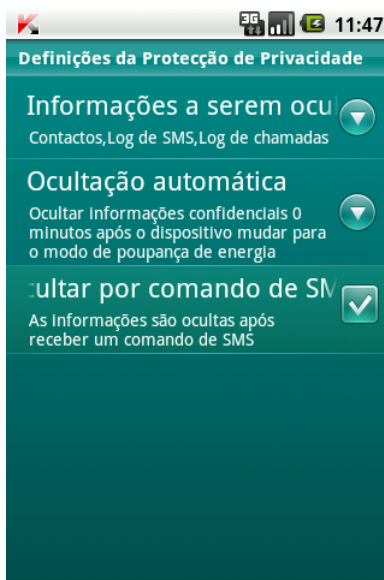 3G 11:47
Definições da Protecção de Privacidade
Informações a serem ocul
Contactos,Log de SMS,Log de chamadas
Ocultação automática
Ocultar informações confidenciais 0
minutos após o dispositivo mudar para
o modo de poupança de energia
cultar por comando de SM
As informações são ocultas após
receber um comando de SMS